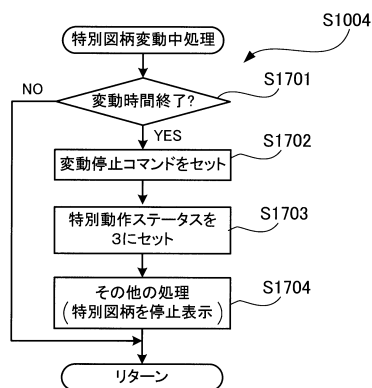 S1004
特別図柄変動中処理
S1701
NO
変動時間終了?
YES
S1702
変動停止コマンドをセット
S1703
特別動作ステータスを
3にセット
S1704
その他の処理
(特別図柄を停止表示)
リターン